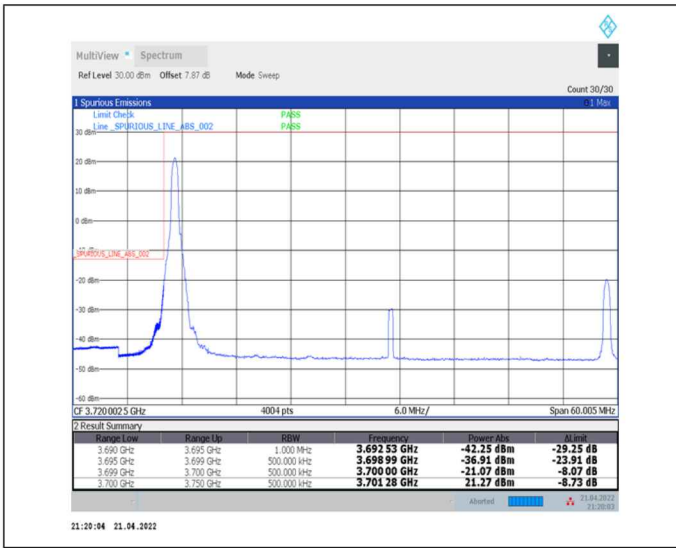 MultiView Spectrum
Ref Level 30.00 dBm Offset 7.87 dB Mode Sweep
Count 30/30
1 Spurious Emissions 1 Max
Limit Check PASS
Line _SPURIOUS_LINE_ABS_002 PASS
30 dBm
20 dBm
10 dBm
0 dBm
_SPURIOUS_LINE_ABS_002
-20 dBm
-30 dBm
-40 dBm
-50 dBm
-60 dBm
CF 3.7200025 GHz 4004 pts 6.0 MHz/ Span 60.005 MHz
2 Result Summary
Range Low Range Up RBW Frequency Power Abs ΔLimit
3.690 GHz 3.695 GHz 1.000 MHz 3.692 53 GHz -42.25 dBm -29.25 dB
3.695 GHz 3.699 GHz 500.000 kHz 3.698 99 GHz -36.91 dBm -23.91 dB
3.699 GHz 3.700 GHz 500.000 kHz 3.700 00 GHz -21.07 dBm -8.07 dB
3.700 GHz 3.750 GHz 500.000 kHz 3.701 28 GHz 21.27 dBm -8.73 dB
Aborted 21.04.2022
21:20:03
21:20:04 21.04.2022